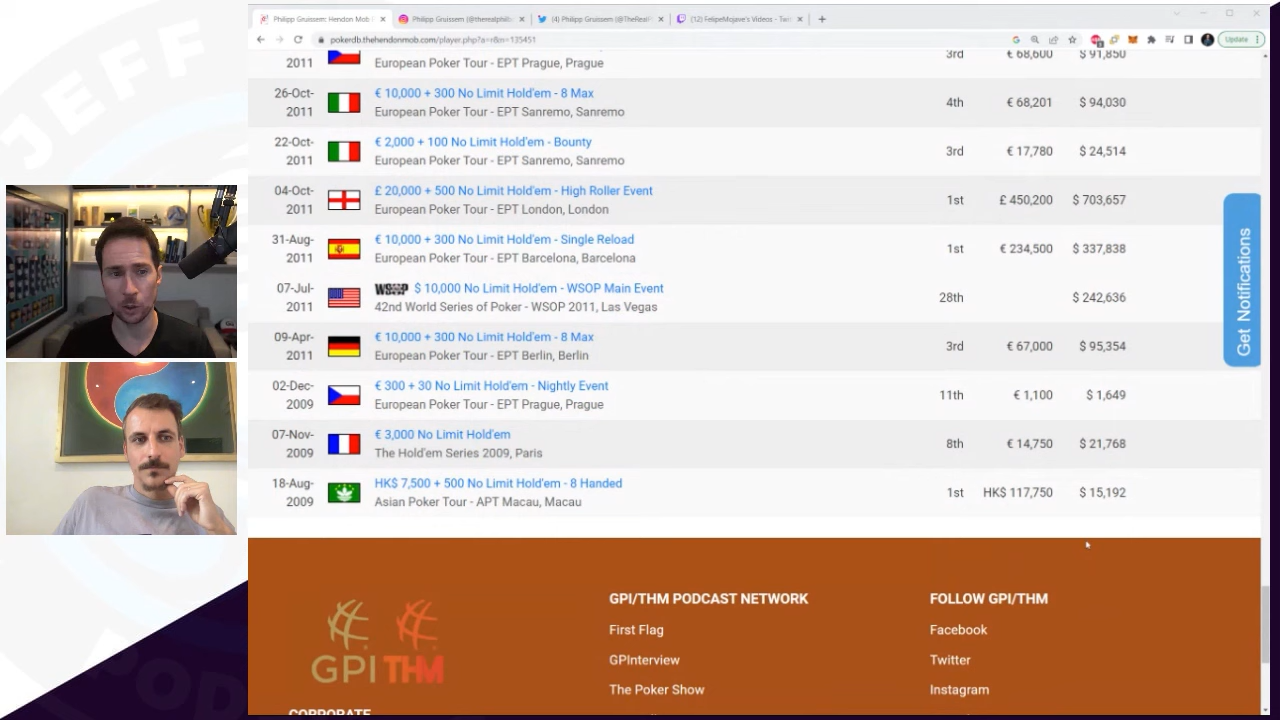 JEFF
Philipp Gruissem: Hendon Mob
Philipp Gruissem (@therealphilb
(4) Philipp Gruissem (@TheRealP
(12) FelipeMojave's Videos - Twi
pokerdb.thehendonmob.com/player.php?a=r&n=135451
Update
2011 European Poker Tour - EPT Prague, Prague 3rd € 68,600 $ 91,850
26-Oct- € 10,000 + 300 No Limit Hold'em - 8 Max 4th € 68,201 $ 94,030
2011 European Poker Tour - EPT Sanremo, Sanremo
22-Oct- € 2,000 + 100 No Limit Hold'em - Bounty 3rd € 17,780 $ 24,514
2011 European Poker Tour - EPT Sanremo, Sanremo
04-Oct- £ 20,000 + 500 No Limit Hold'em - High Roller Event 1st £ 450,200 $ 703,657
2011 European Poker Tour - EPT London, London
31-Aug- € 10,000 + 300 No Limit Hold'em - Single Reload 1st € 234,500 $ 337,838
2011 European Poker Tour - EPT Barcelona, Barcelona
07-Jul- WSOP $ 10,000 No Limit Hold'em - WSOP Main Event 28th $ 242,636
2011 42nd World Series of Poker - WSOP 2011, Las Vegas
09-Apr- € 10,000 + 300 No Limit Hold'em - 8 Max 3rd € 67,000 $ 95,354
2011 European Poker Tour - EPT Berlin, Berlin
02-Dec- € 300 + 30 No Limit Hold'em - Nightly Event 11th € 1,100 $ 1,649
2009 European Poker Tour - EPT Prague, Prague
07-Nov- € 3,000 No Limit Hold'em 8th € 14,750 $ 21,768
2009 The Hold'em Series 2009, Paris
18-Aug- HK$ 7,500 + 500 No Limit Hold'em - 8 Handed 1st HK$ 117,750 $ 15,192
2009 Asian Poker Tour - APT Macau, Macau
Get Notifications
GPI THM
CORPORATE
GPI/THM PODCAST NETWORK
First Flag
GPInterview
The Poker Show
FOLLOW GPI/THM
Facebook
Twitter
Instagram
POD